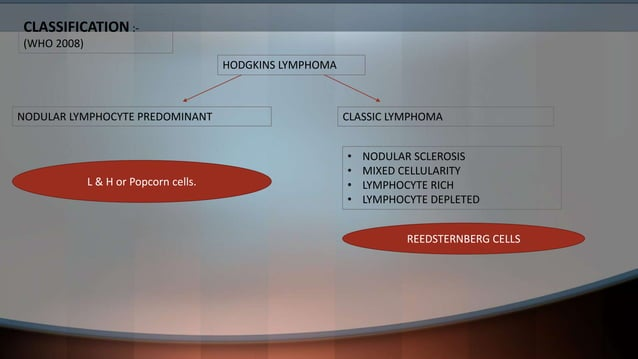 CLASSIFICATION :-
(WHO 2008)
HODGKINS LYMPHOMA
NODULAR LYMPHOCYTE PREDOMINANT
CLASSIC LYMPHOMA
• NODULAR SCLEROSIS
• MIXED CELLULARITY
• LYMPHOCYTE RICH
• LYMPHOCYTE DEPLETED
L & H or Popcorn cells.
REEDSTERNBERG CELLS